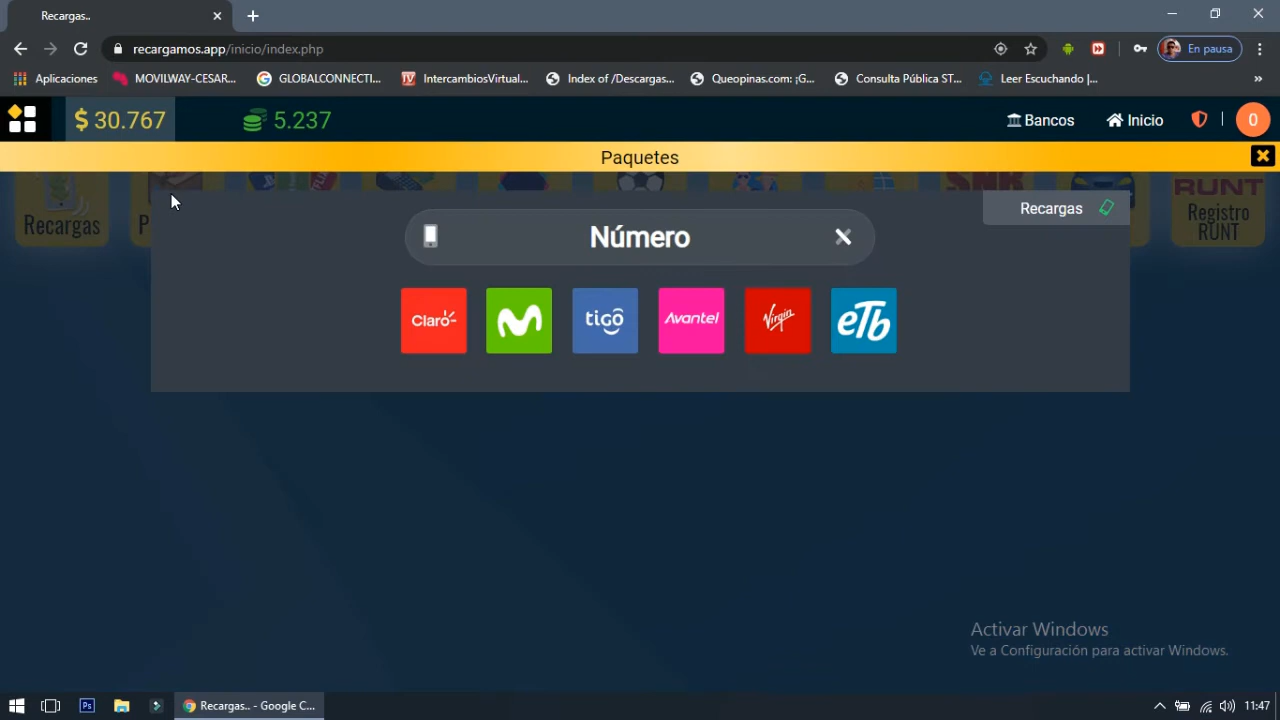 Recargas..
recargamos.app/inicio/index.php
En pausa
Aplicaciones
MOVILWAY-CESAR...
GLOBALCONNECTI...
IntercambiosVirtual...
Index of /Descargas...
Queopinas.com: ¡G...
Consulta Pública ST...
Leer Escuchando |...
»
$ 30.767
5.237
Bancos
Inicio
0
Paquetes
Recargas
P
SNR
RUNT
Registro
RUNT
Recargas
Número
Claro
tigo
Avantel
Virgin
eTb
Activar Windows
Ve a Configuración para activar Windows.
Ps
Recargas.. - Google C...
11:47